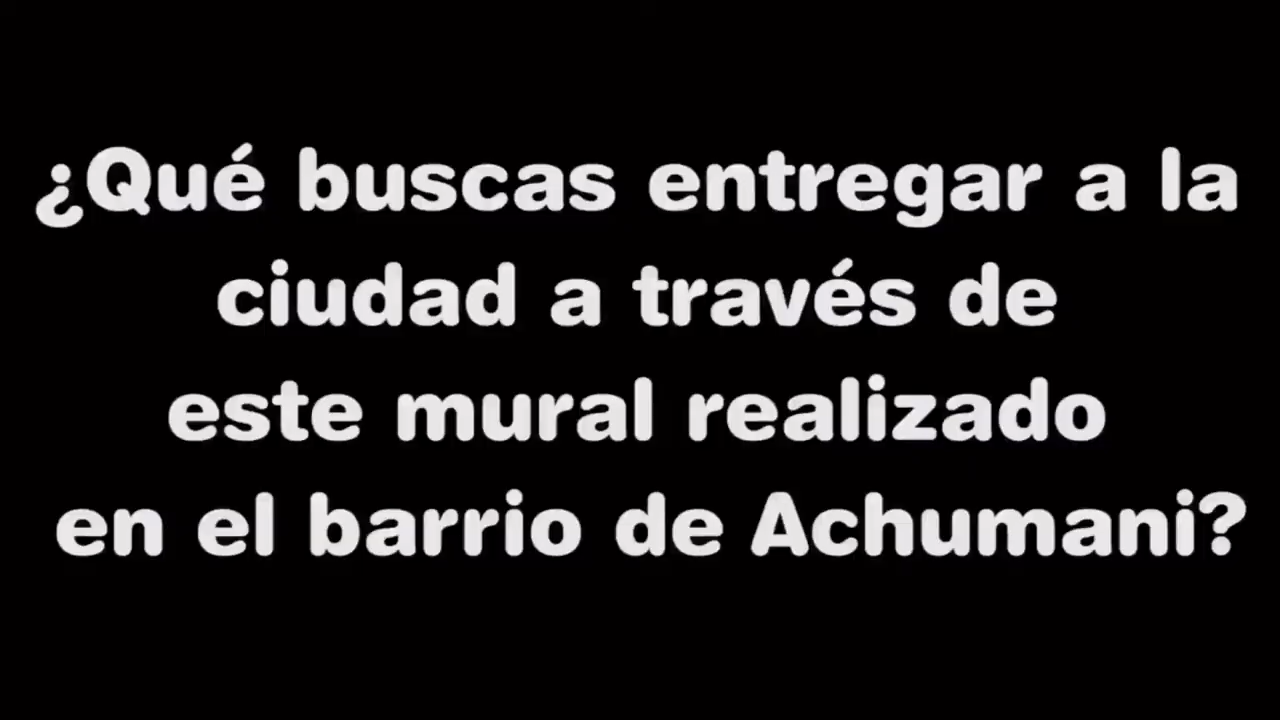 ¿Qué buscas entregar a la
ciudad a través de
este mural realizado
en el barrio de Achumani?